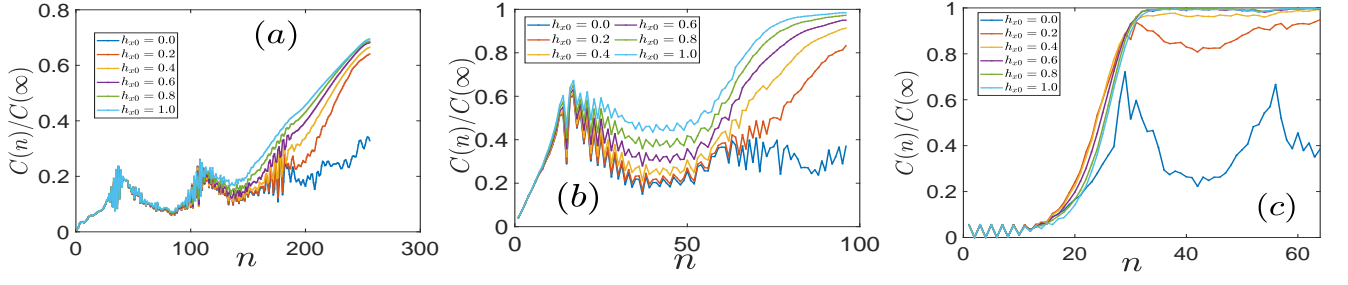 (a)
h_{x0} = 0.0
h_{x0} = 0.2
h_{x0} = 0.4
h_{x0} = 0.6
h_{x0} = 0.8
h_{x0} = 1.0
C(n)/C(∞)
0.8
0.6
0.4
0.2
0
0 100 200 300
n
(b)
h_{x0} = 0.0 h_{x0} = 0.6
h_{x0} = 0.2 h_{x0} = 0.8
h_{x0} = 0.4 h_{x0} = 1.0
C(n)/C(∞)
1
0.8
0.6
0.4
0.2
0
0 50 100
n
(c)
h_{x0} = 0.0
h_{x0} = 0.2
h_{x0} = 0.4
h_{x0} = 0.6
h_{x0} = 0.8
h_{x0} = 1.0
C(n)/C(∞)
1
0.8
0.6
0.4
0.2
0
20 40 60
n